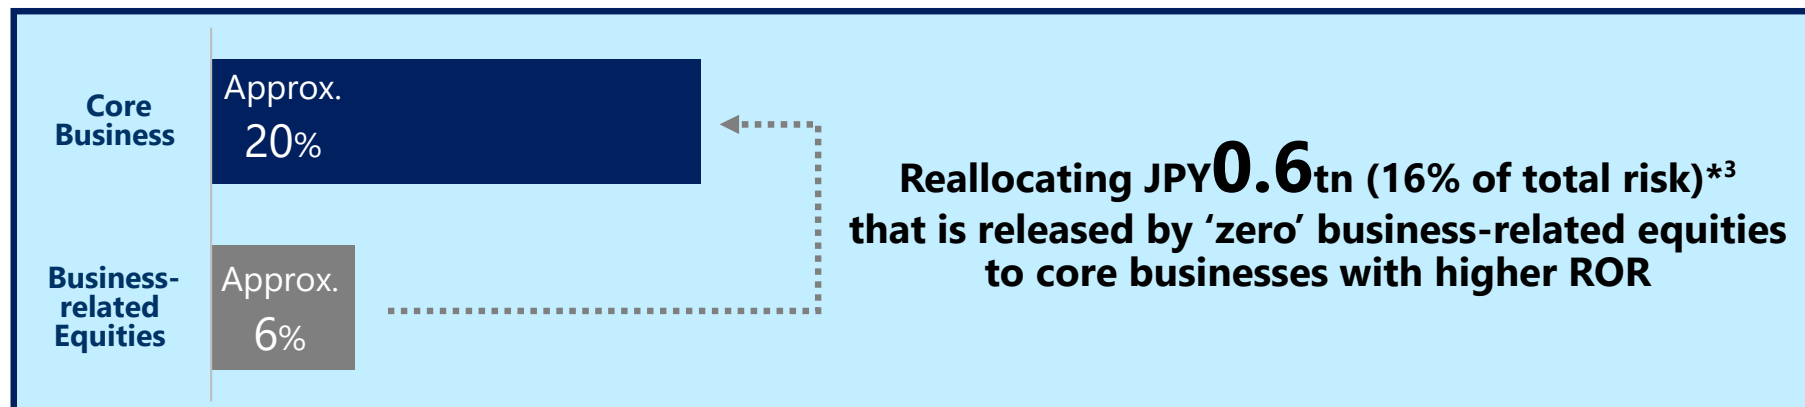 Core
Business
Approx.
20%
Business-
related
Equities
Approx.
6%
Reallocating JPY0.6tn (16% of total risk)*³
that is released by ‘zero’ business-related equities
to core businesses with higher ROR